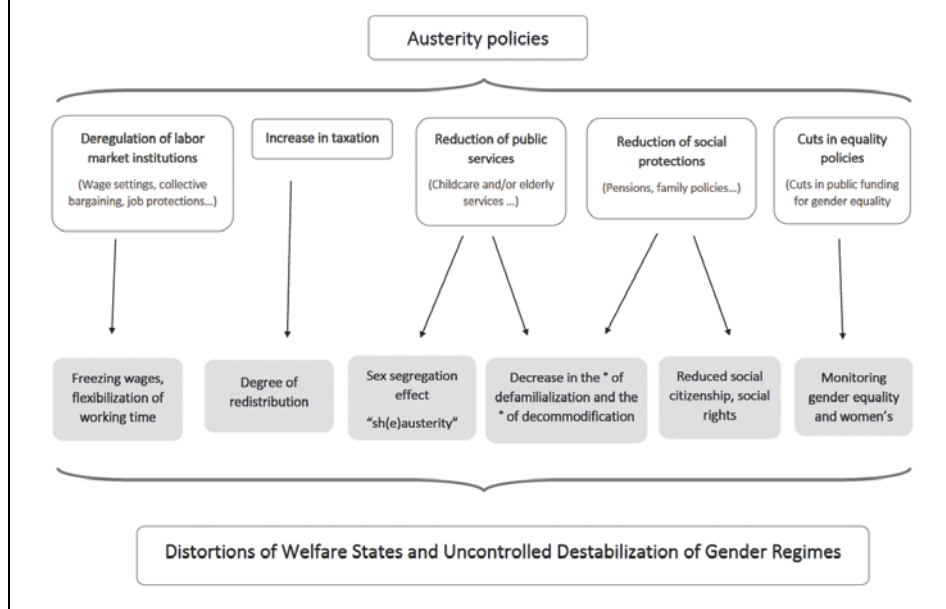 Austerity policies
Deregulation of labor
market institutions
(Wage settings, collective
bargaining, job protections...)
Increase in taxation
Reduction of public
services
(Childcare and/or elderly
services ...)
Reduction of social
protections
(Pensions, family policies...)
Cuts in equality
policies
(Cuts in public funding
for gender equality
Freezing wages,
flexibilization of
working time
Degree of
redistribution
Sex segregation
effect
"sh(e)austerity"
Decrease in the * of
defamilialization and the
* of decommodification
Reduced social
citizenship, social
rights
Monitoring
gender equality
and women's
Distortions of Welfare States and Uncontrolled Destabilization of Gender Regimes